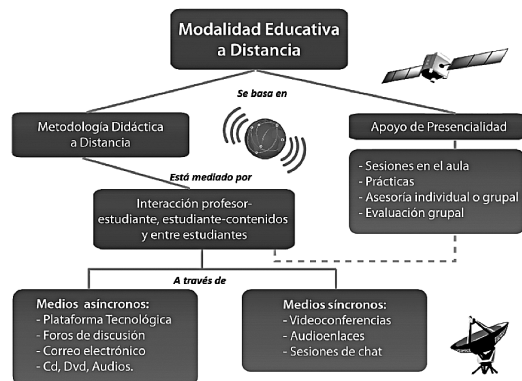 Modalidad Educativa
a Distancia
Se basa en
Metodología Didáctica
a Distancia
Apoyo de Presencialidad
- Sesiones en el aula
- Prácticas
- Asesoría individual o grupal
- Evaluación grupal
Está mediado por
Interacción profesor-
estudiante, estudiante-contenidos
y entre estudiantes
A través de
Medios asíncronos:
- Plataforma Tecnológica
- Foros de discusión
- Correo electrónico
- Cd, Dvd, Audios.
Medios síncronos:
- Videoconferencias
- Audioenlaces
- Sesiones de chat